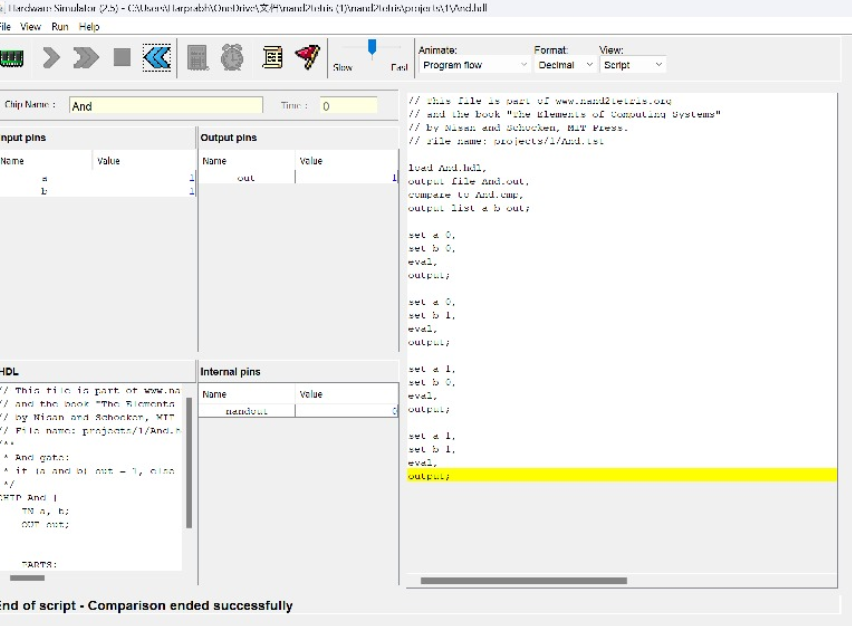 Hardware Simulator (2.5) - C:\Users\Harprabh\OneDrive\文档\nand2tetris (1)\nand2tetris\projects\1\And.hdl
File View Run Help
Slow
Fast
Animate:
Program flow
Format:
Decimal
View:
Script
Chip Name :
And
Time :
0
Input pins
Name
Value
a
1
b
1
Output pins
Name
Value
out
1
HDL
// This file is part of www.na
// and the book "The Elements
// by Nisan and Schocken, MIT
// File name: projects/1/And.h
/**
* And gate:
* if (a and b) out = 1, else
*/
CHIP And {
IN a, b;
OUT out;
PARTS:
Internal pins
Name
Value
nandout
0
// This file is part of www.nand2tetris.org
// and the book "The Elements of Computing Systems"
// by Nisan and Schocken, MIT Press.
// File name: projects/1/And.tst
load And.hdl,
output file And.out,
compare to And.cmp,
output list a b out;
set a 0,
set b 0,
eval,
output;
set a 0,
set b 1,
eval,
output;
set a 1,
set b 0,
eval,
output;
set a 1,
set b 1,
eval,
output;
End of script - Comparison ended successfully